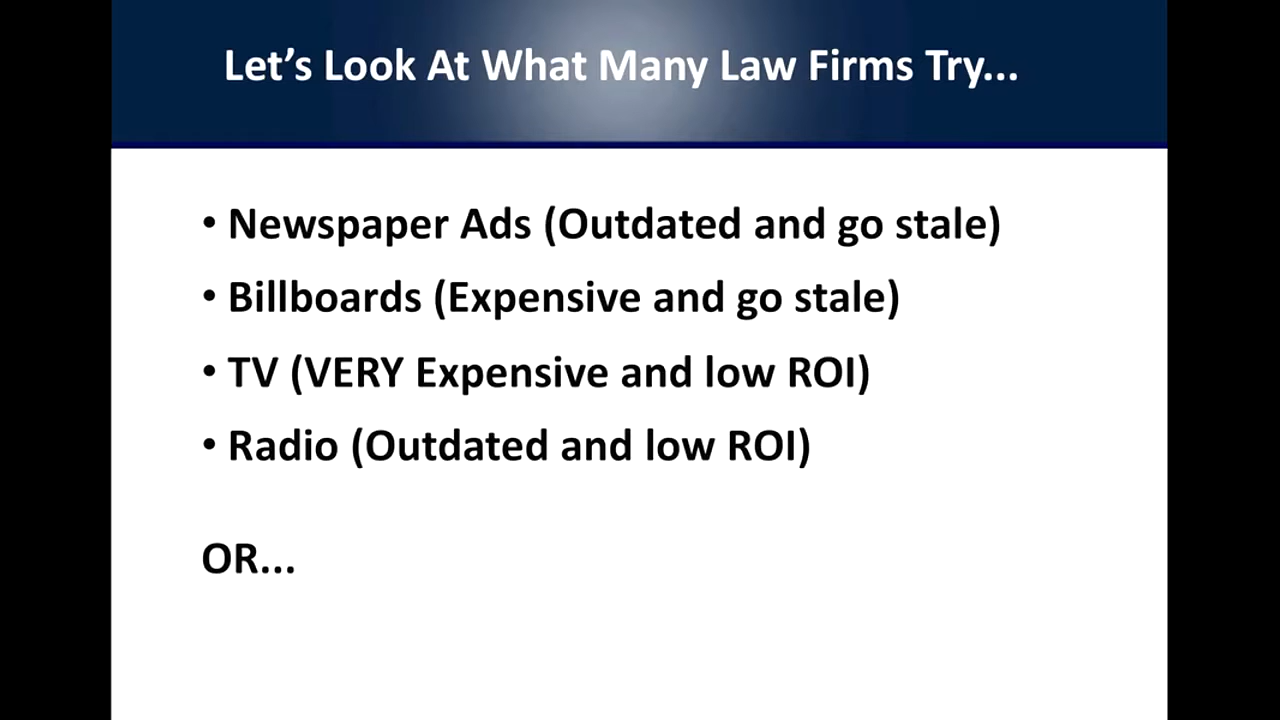 Let’s Look At What Many Law Firms Try...
• Newspaper Ads (Outdated and go stale)
• Billboards (Expensive and go stale)
• TV (VERY Expensive and low ROI)
• Radio (Outdated and low ROI)
OR...